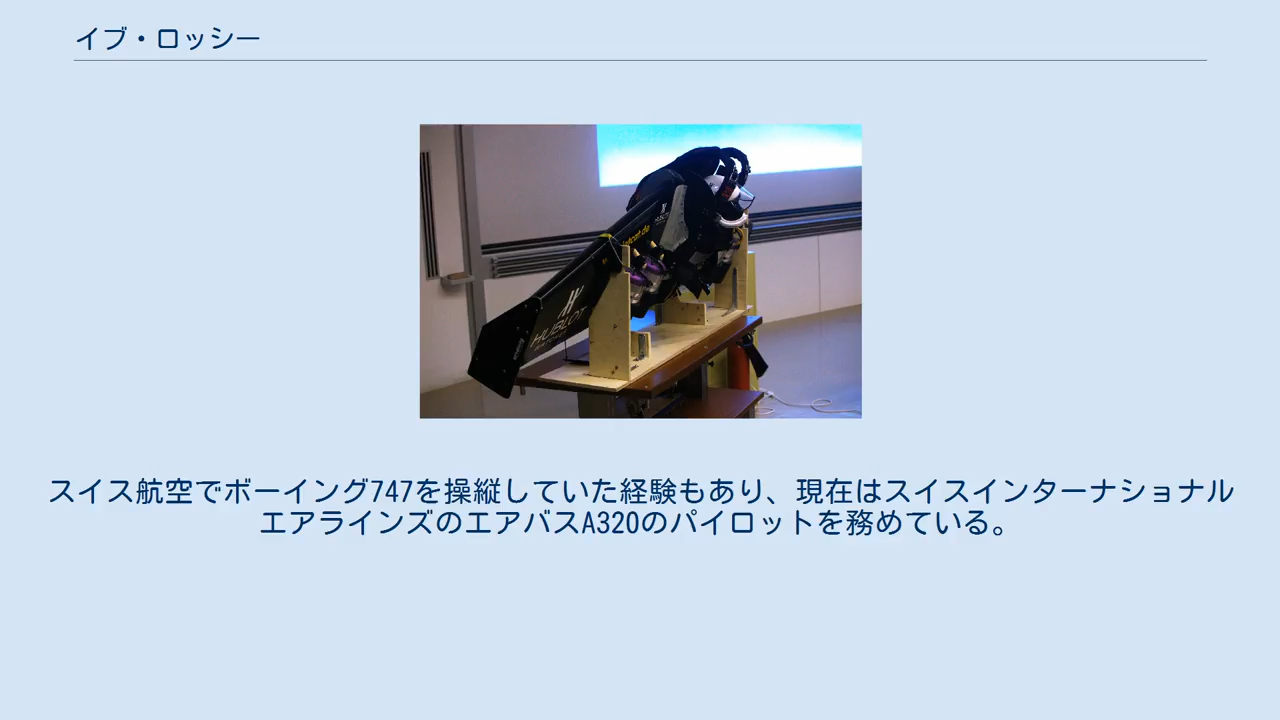 イブ・ロッシー
HUBLOT
スイス航空でボーイング747を操縦していた経験もあり、現在はスイスインターナショナル
エアラインズのエアバスA320のパイロットを務めている。